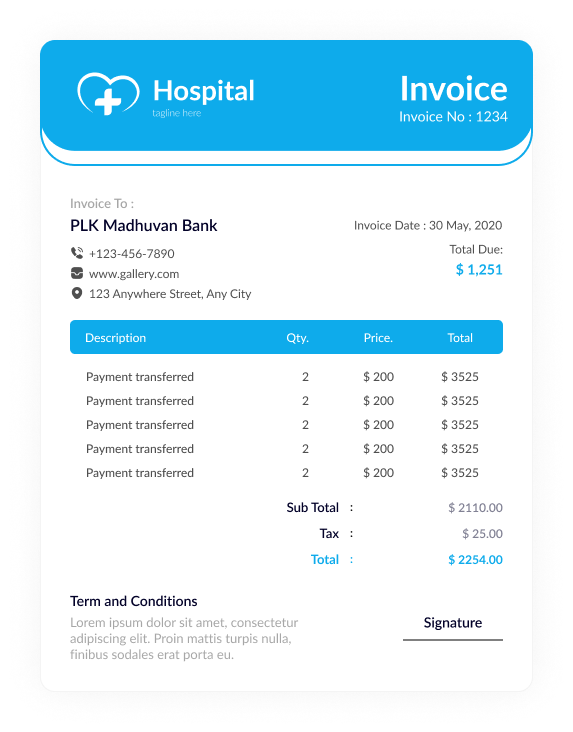 Hospital
tagline here
Invoice
Invoice No : 1234
Invoice To :
PLK Madhuvan Bank
+123-456-7890
www.gallery.com
123 Anywhere Street, Any City
Invoice Date : 30 May, 2020
Total Due:
$ 1,251
Description Qty. Price. Total
Payment transferred 2 $ 200 $ 3525
Payment transferred 2 $ 200 $ 3525
Payment transferred 2 $ 200 $ 3525
Payment transferred 2 $ 200 $ 3525
Payment transferred 2 $ 200 $ 3525
Sub Total : $ 2110.00
Tax : $ 25.00
Total : $ 2254.00
Term and Conditions
Lorem ipsum dolor sit amet, consectetur
adipiscing elit. Proin mattis turpis nulla,
finibus sodales erat porta eu.
Signature